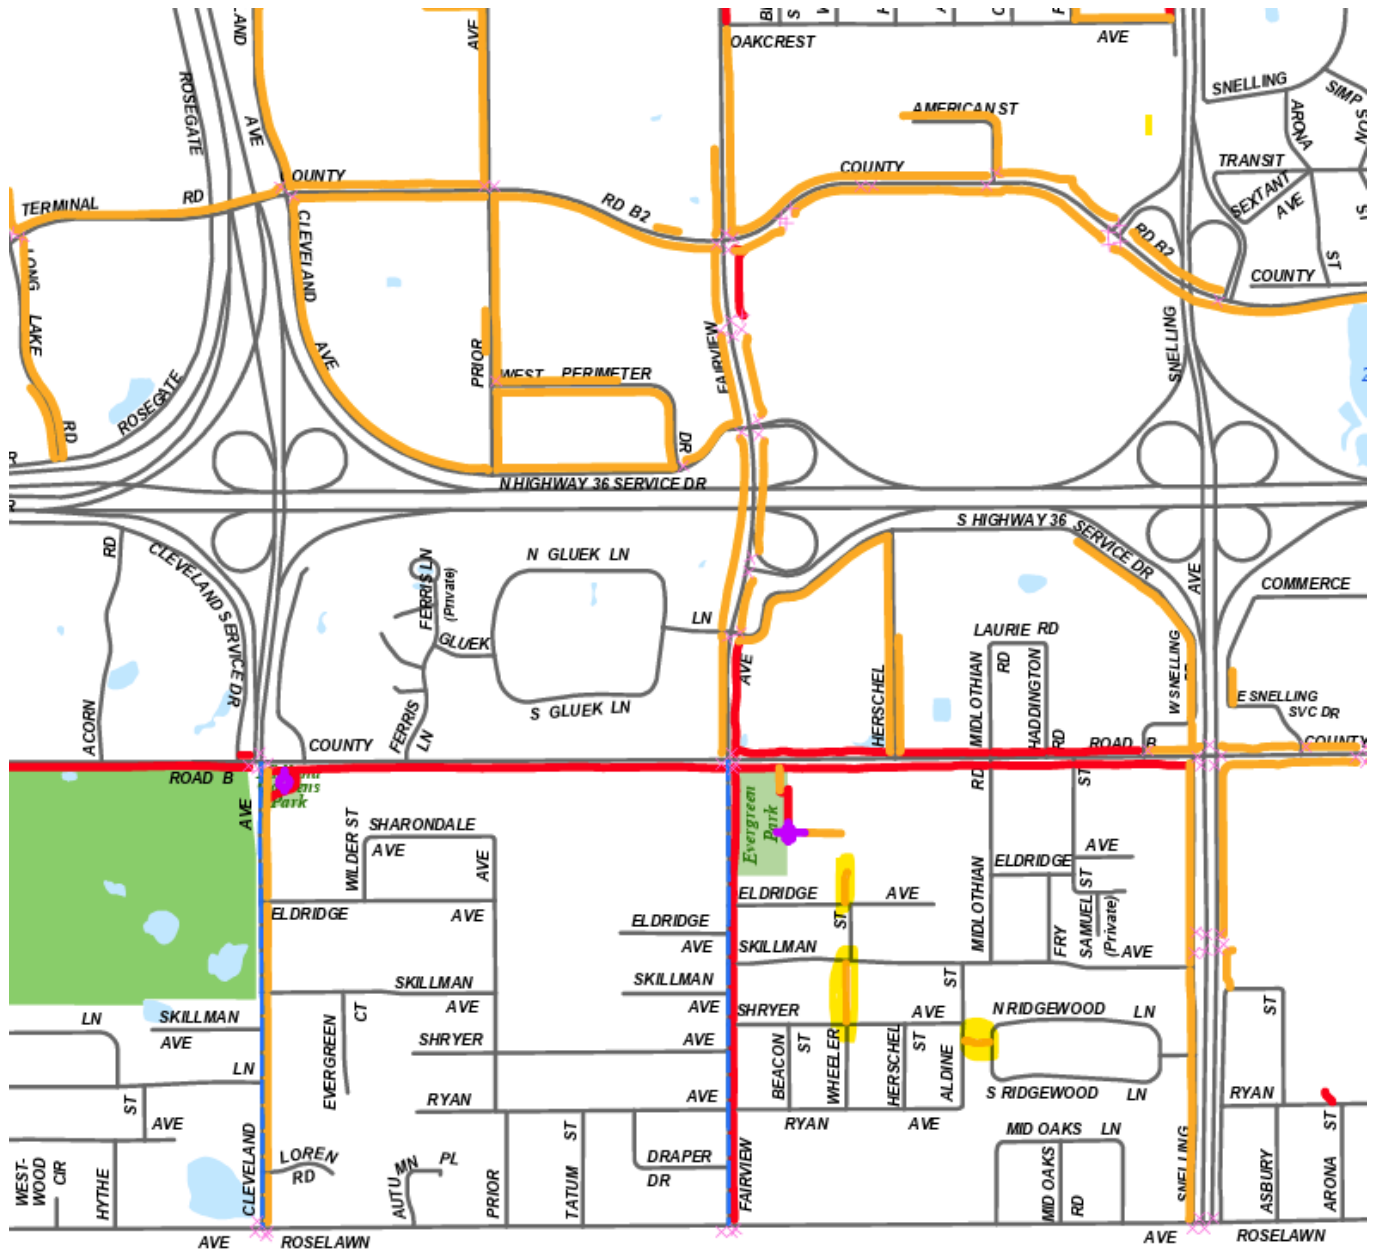 OAKCREST
AVE
AVE
ROSEGATE
AVE
SNELLING
SIMPSON
ARONA
AMERICAN ST
TRANSIT
SEXTANT
AVE
COUNTY
OUNTY
TERMINAL
RD
RD B2
RD B2
COUNTY
ST
LONG
LAKE
RD
CLEVELAND
AVE
ROSEGATE
PRIOR
WEST PERIMETER
DR
FAIRVIEW
SNELLING
N HIGHWAY 36 SERVICE DR
S HIGHWAY 36 SERVICE DR
AVE
RD
CLEVELAND SERVICE DR
FERRIS LN
(Private)
N GLUEK LN
LN
GLUEK
S GLUEK LN
COMMERCE
LAURIE RD
ACORN
FERRIS
LN
AVE
HERSCHEL
MIDLOTHIAN
RD
HADDINGTON
RD
W SNELLING
E SNELLING
SVC DR
COUNTY
COUNTY
ROAD B
ROAD B
AVE
Park
Evergreen
Park
RD
ST
WILDER ST
SHARONDALE
AVE
AVE
ELDRIDGE
AVE
ELDRIDGE
AVE
ELDRIDGE
AVE
ST
MIDLOTHIAN
ELDRIDGE
AVE
ST
FRY
SAMUEL
(Private)
SKILLMAN
AVE
SKILLMAN
AVE
SKILLMAN
AVE
ST
LN
SKILLMAN
AVE
EVERGREEN
CT
SHRYER
AVE
SHRYER
AVE
N RIDGEWOOD LN
BEACON
ST
WHEELER
HERSCHEL
ST
ALDINE
S RIDGEWOOD LN
LN
ST
AVE
RYAN
AVE
RYAN
AVE
RYAN
ST
ST
MID OAKS LN
WEST-
WOOD
CIR
HYTHE
CLEVELAND
LOREN
RD
AUTUMN
PL
PRIOR
TATUM
ST
DRAPER
DR
FAIRVIEW
MID OAKS
RD
SNELLING
ASBURY
ARONA
ST
AVE
ROSELAWN
AVE
ROSELAWN